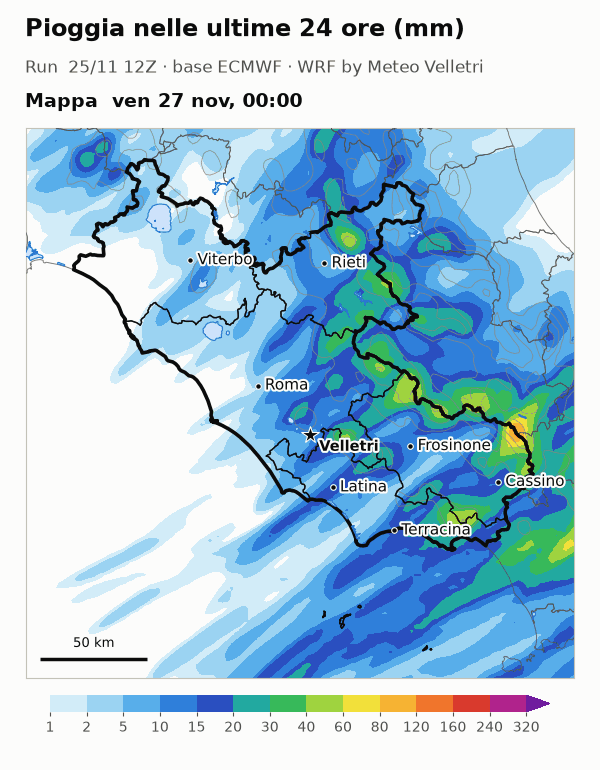 Pioggia nelle ultime 24 ore (mm)
Run  25/11 12Z · base ECMWF · WRF by Meteo Velletri
Mappa  ven 27 nov, 00:00
Viterbo
Rieti
Roma
Velletri
Frosinone
Latina
Cassino
Terracina
50 km
1 2 5 10 15 20 30 40 60 80 120 160 240 320